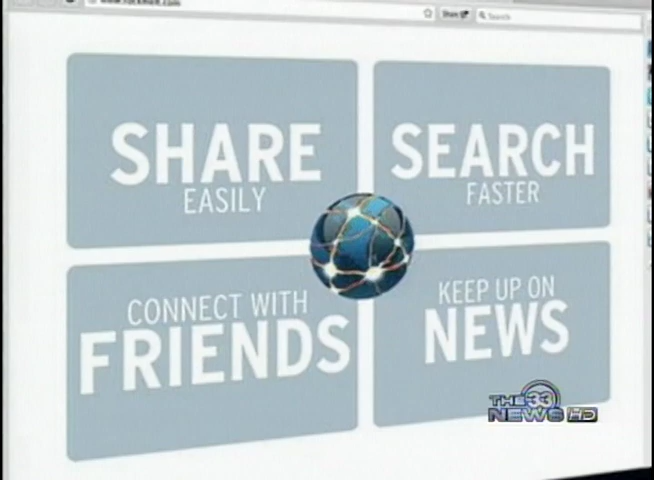 Share
Search
SHARE
EASILY
SEARCH
FASTER
CONNECT WITH
FRIENDS
KEEP UP ON
NEWS
THE 33
NEWS HD